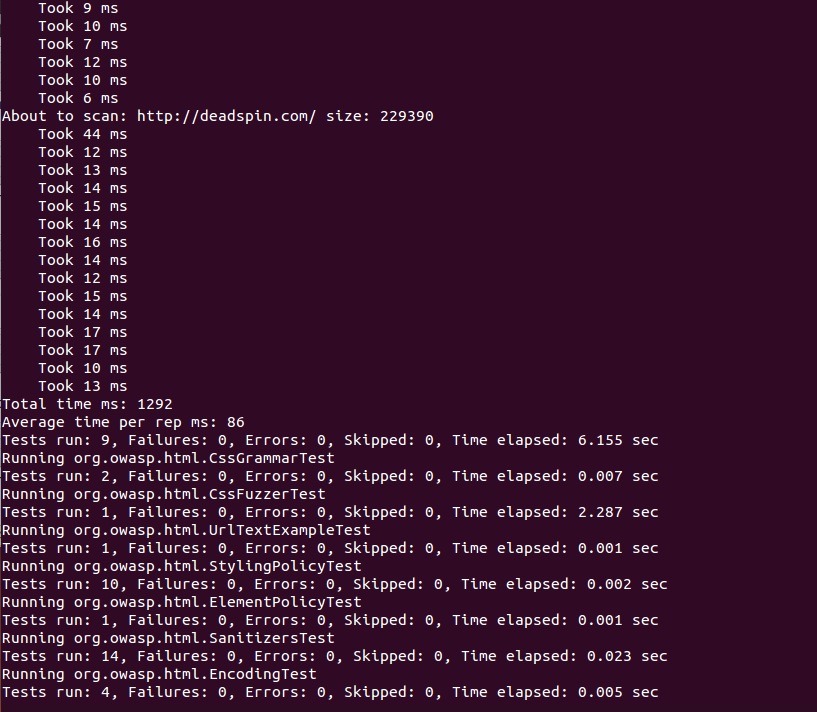 Took 9 ms
Took 10 ms
Took 7 ms
Took 12 ms
Took 10 ms
Took 6 ms
About to scan: http://deadspin.com/ size: 229390
Took 44 ms
Took 12 ms
Took 13 ms
Took 14 ms
Took 15 ms
Took 14 ms
Took 16 ms
Took 14 ms
Took 12 ms
Took 15 ms
Took 14 ms
Took 17 ms
Took 17 ms
Took 10 ms
Took 13 ms
Total time ms: 1292
Average time per rep ms: 86
Tests run: 9, Failures: 0, Errors: 0, Skipped: 0, Time elapsed: 6.155 sec
Running org.owasp.html.CssGrammarTest
Tests run: 2, Failures: 0, Errors: 0, Skipped: 0, Time elapsed: 0.007 sec
Running org.owasp.html.CssFuzzerTest
Tests run: 1, Failures: 0, Errors: 0, Skipped: 0, Time elapsed: 2.287 sec
Running org.owasp.html.UrlTextExampleTest
Tests run: 1, Failures: 0, Errors: 0, Skipped: 0, Time elapsed: 0.001 sec
Running org.owasp.html.StylingPolicyTest
Tests run: 10, Failures: 0, Errors: 0, Skipped: 0, Time elapsed: 0.002 sec
Running org.owasp.html.ElementPolicyTest
Tests run: 1, Failures: 0, Errors: 0, Skipped: 0, Time elapsed: 0.001 sec
Running org.owasp.html.SanitizersTest
Tests run: 14, Failures: 0, Errors: 0, Skipped: 0, Time elapsed: 0.023 sec
Running org.owasp.html.EncodingTest
Tests run: 4, Failures: 0, Errors: 0, Skipped: 0, Time elapsed: 0.005 sec